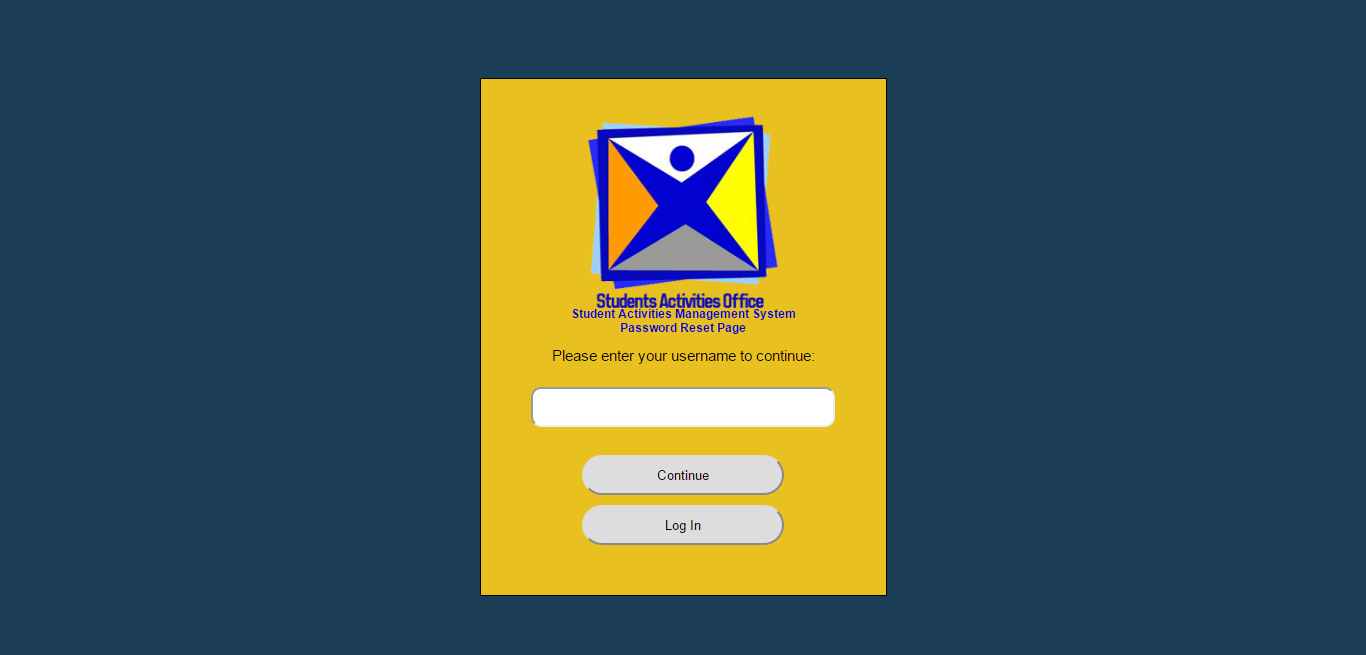 Students Activities Office
Student Activities Management System
Password Reset Page
Please enter your username to continue:
Continue
Log In